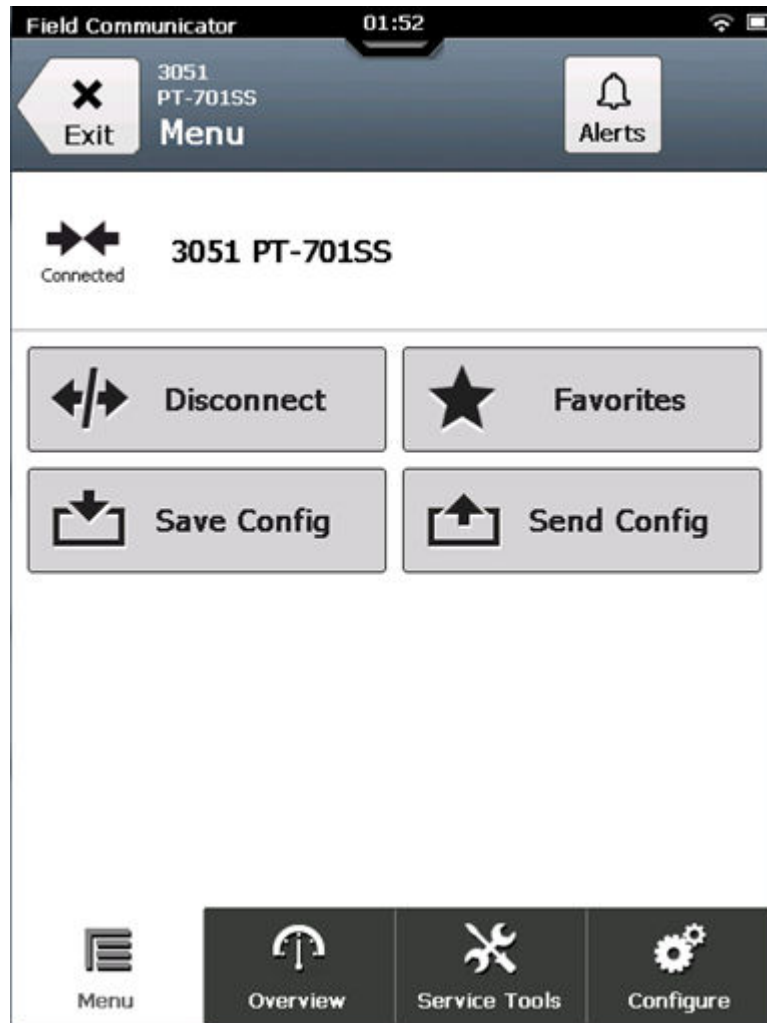 Field Communicator 01:52
3051
PT-701SS
Exit Menu Alerts
Connected 3051 PT-701SS
Disconnect Favorites
Save Config Send Config
Menu Overview Service Tools Configure